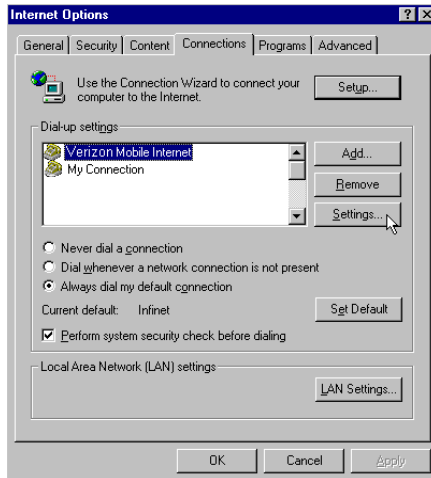 Internet Options
General Security Content Connections Programs Advanced
Use the Connection Wizard to connect your
computer to the Internet.
Setup...
Dial-up settings
Verizon Mobile Internet
My Connection
Add...
Remove
Settings...
Never dial a connection
Dial whenever a network connection is not present
Always dial my default connection
Current default: Infinet
Set Default
Perform system security check before dialing
Local Area Network (LAN) settings
LAN Settings...
OK Cancel Apply